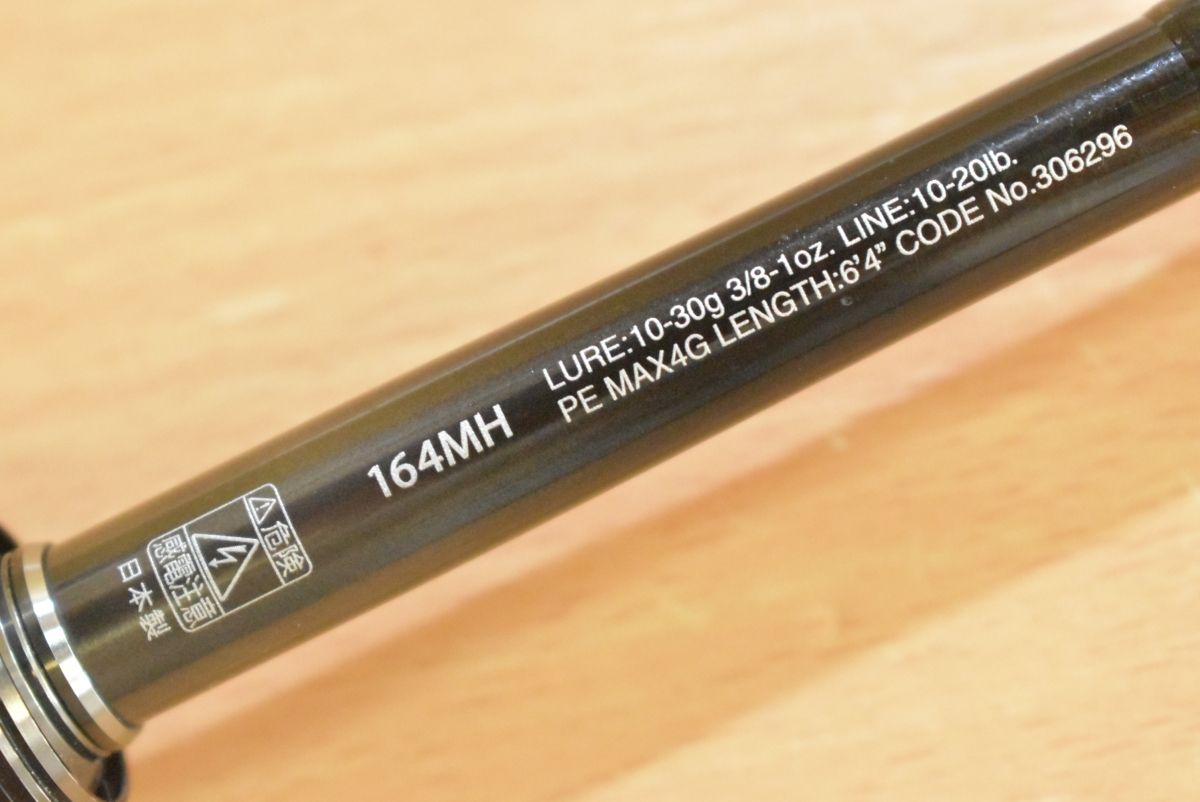 164MH
LURE:10-30g 3/8-1oz. LINE:10-20lb.
PE MAX4G LENGTH:6'4” CODE No.306296
危険
感電注意
日本製